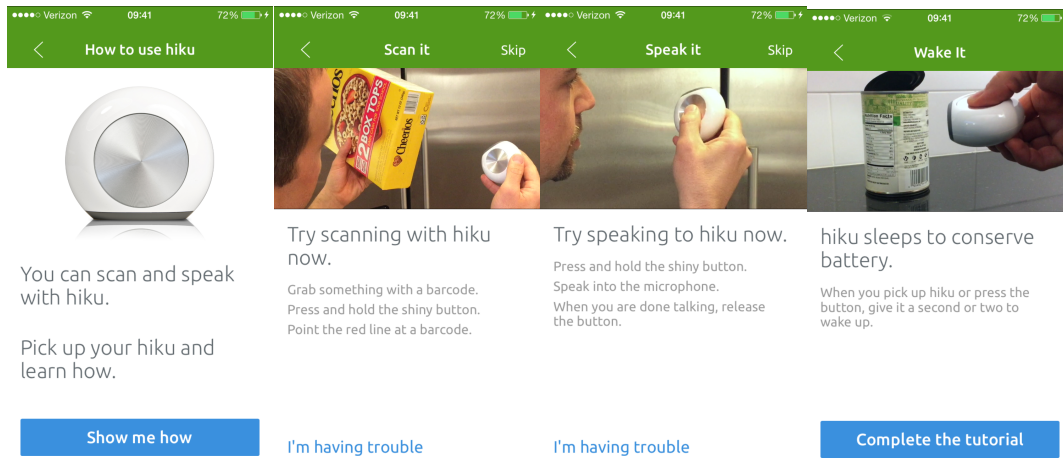 Verizon 09:41 72%
How to use hiku
You can scan and speak
with hiku.
Pick up your hiku and
learn how.
Show me how
Verizon 09:41 72%
Scan it Skip
Cheerios
2 BOX TOPS
Cheerios
Try scanning with hiku
now.
Grab something with a barcode.
Press and hold the shiny button.
Point the red line at a barcode.
I'm having trouble
Verizon 09:41 72%
Speak it Skip
Try speaking to hiku now.
Press and hold the shiny button.
Speak into the microphone.
When you are done talking, release
the button.
I'm having trouble
Verizon 09:41 72%
Wake It
Nutrition Facts
hiku sleeps to conserve
battery.
When you pick up hiku or press the
button, give it a second or two to
wake up.
Complete the tutorial